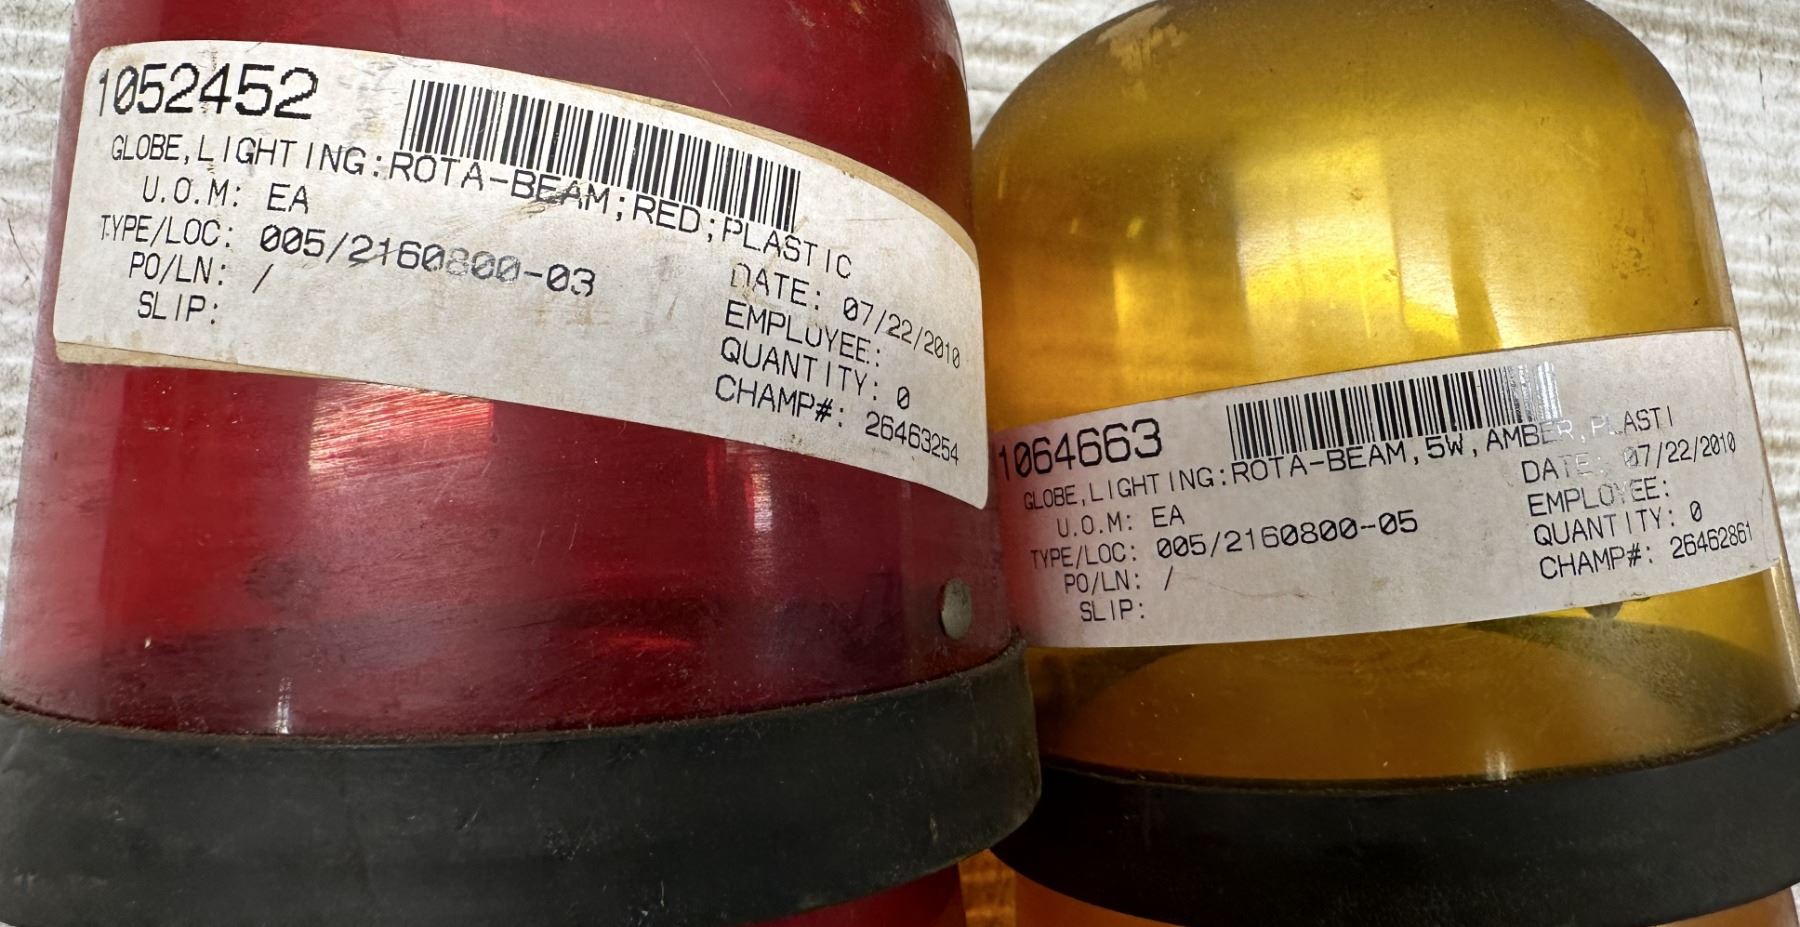 1052452
GLOBE,LIGHTING:ROTA-BEAM;RED;PLASTIC
U.O.M: EA
TYPE/LOC: 005/2160800-03
PO/LN: /
SLIP:
DATE: 07/22/2010
EMPLOYEE:
QUANTITY: 0
CHAMP#: 26463254
1064663
GLOBE,LIGHTING:ROTA-BEAM,5W,AMBER,PLASTI
U.O.M: EA
TYPE/LOC: 005/2160800-05
PO/LN: /
SLIP:
DATE: 07/22/2010
EMPLOYEE:
QUANTITY: 0
CHAMP#: 26462861